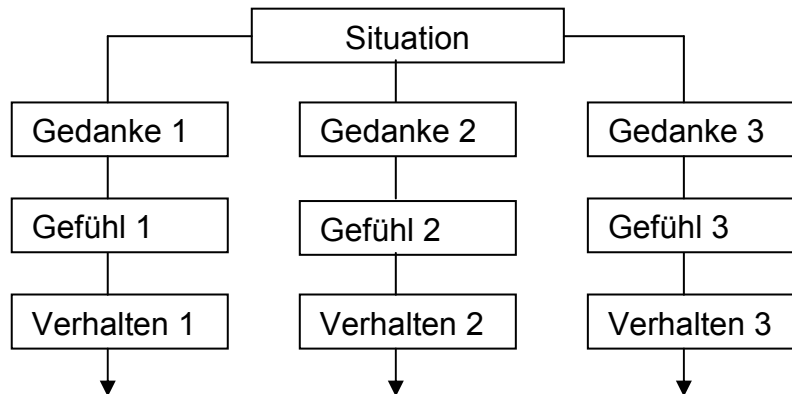 Situation
Gedanke 1
Gedanke 2
Gedanke 3
Gefühl 1
Gefühl 2
Gefühl 3
Verhalten 1
Verhalten 2
Verhalten 3